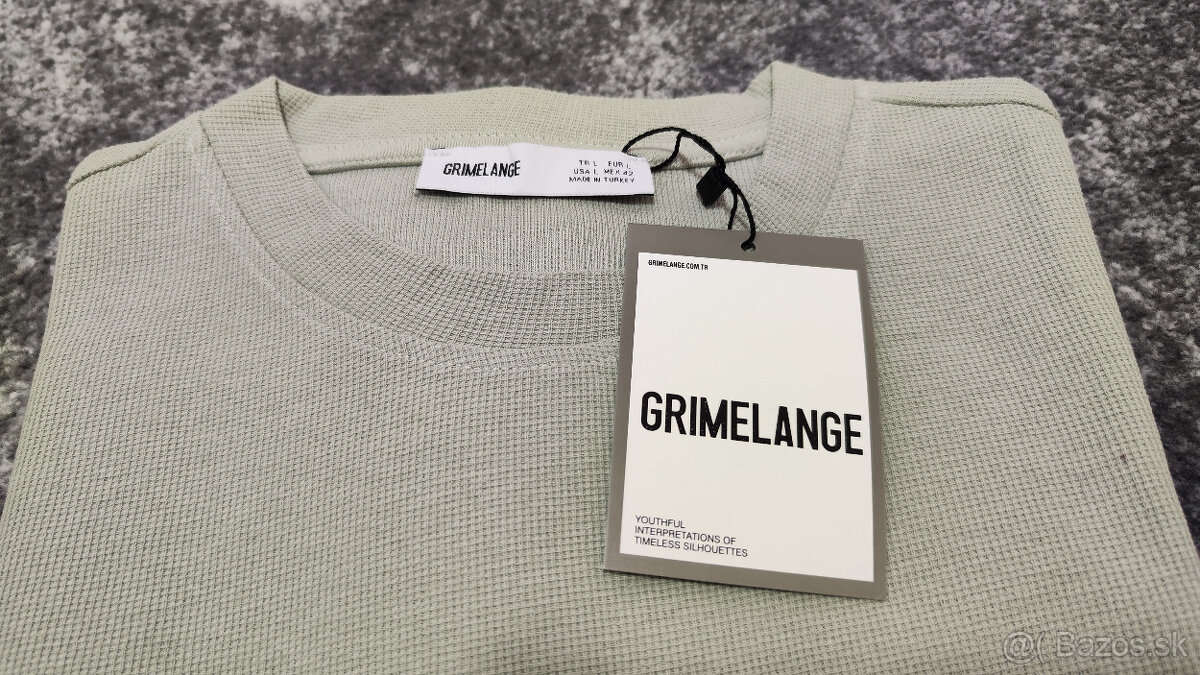 GRIMELANGE
TR L EUR L
USA L MEX 42
MADE IN TURKEY
GRIMELANGE.COM.TR
GRIMELANGE
YOUTHFUL
INTERPRETATIONS OF
TIMELESS SILHOUETTES
@( Bazos.sk